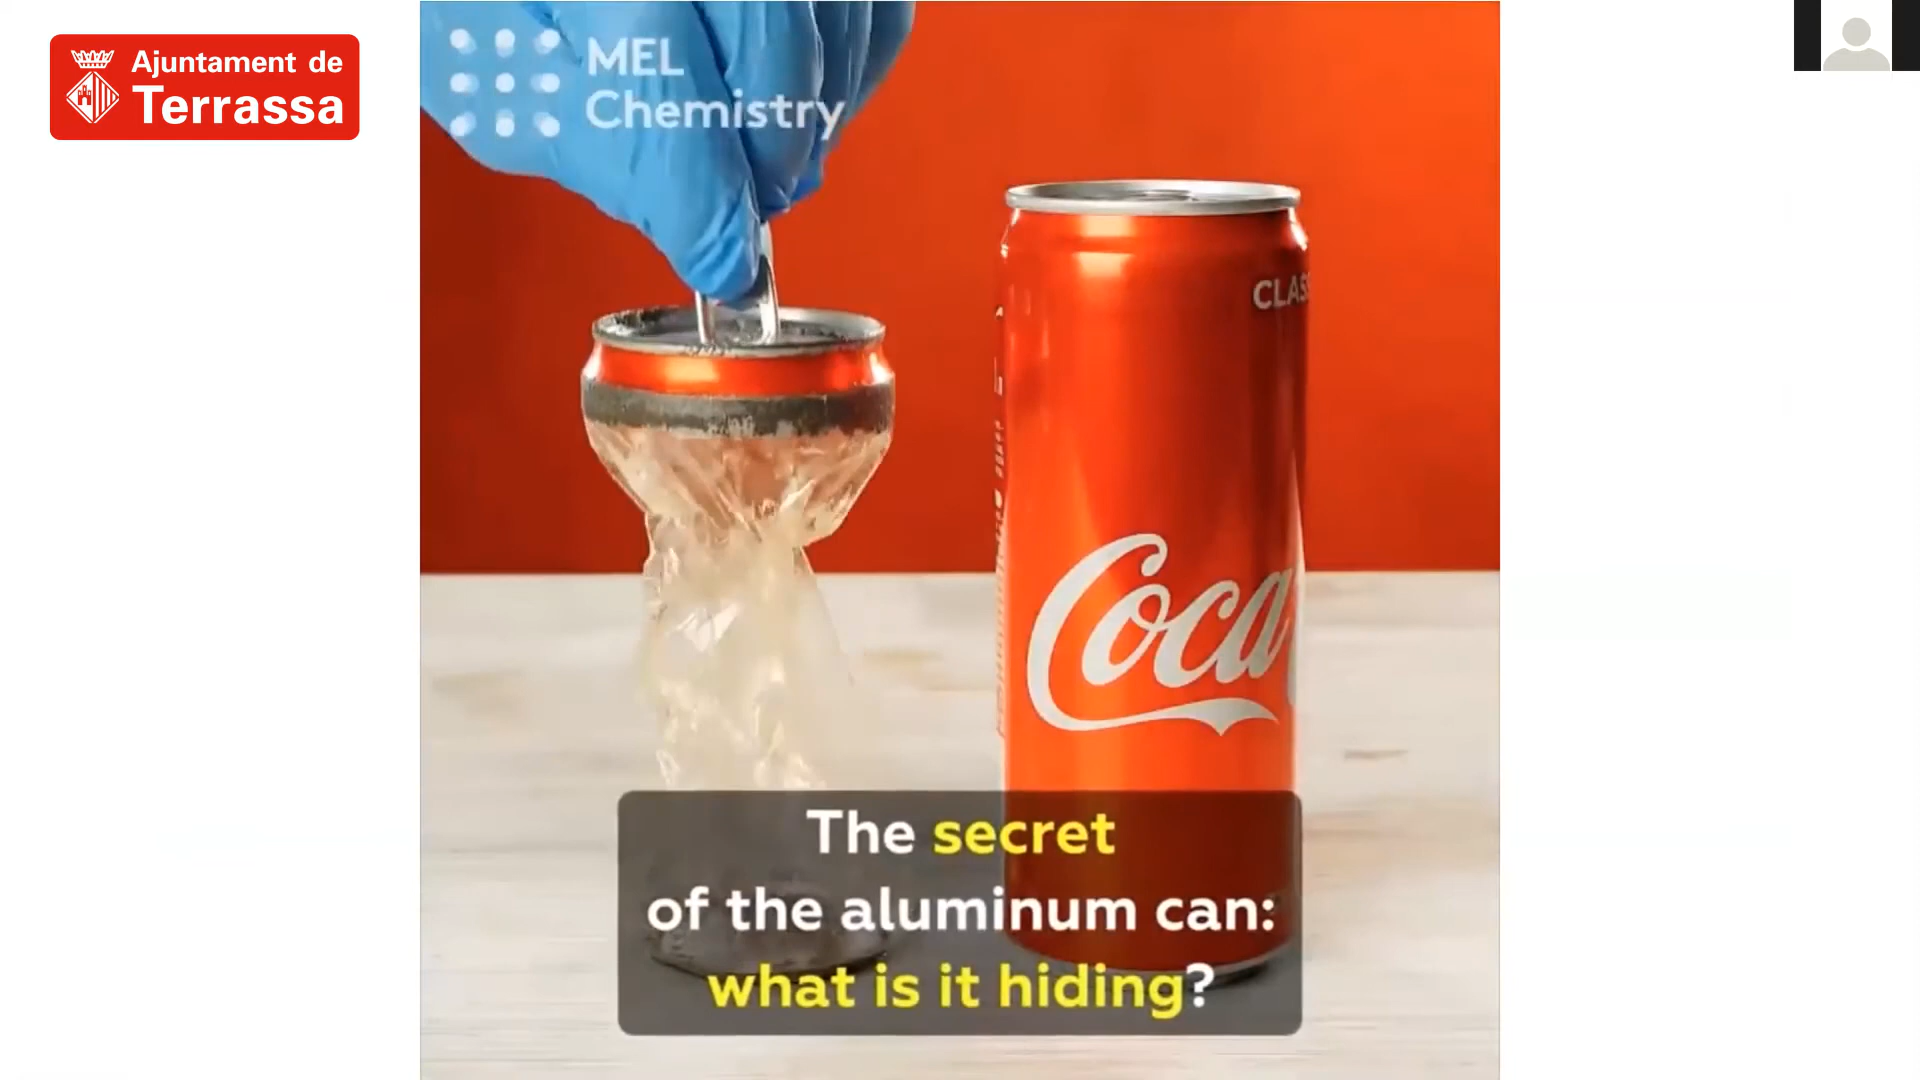 Ajuntament de
Terrassa
MEL
Chemistry
CLAS
Coca
The secret
of the aluminum can:
what is it hiding?